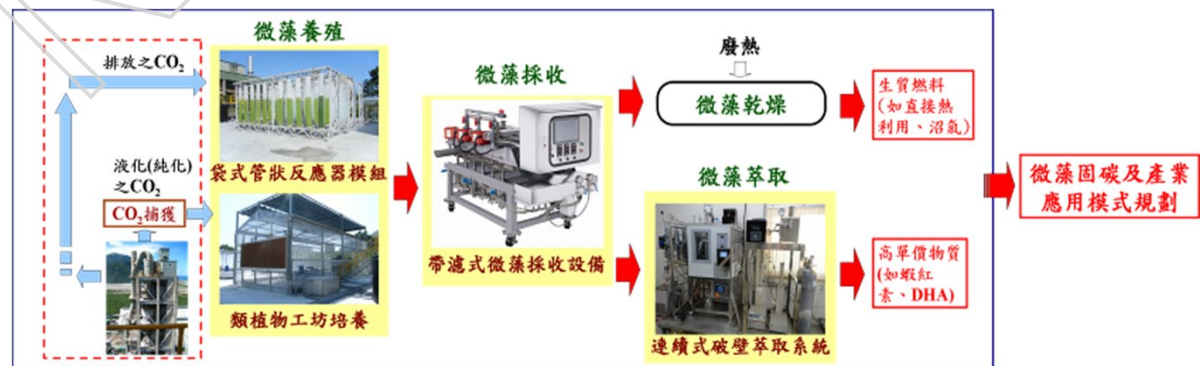 排放之CO₂
液化(純化)
之CO₂
CO₂捕獲
微藻養殖
袋式管狀反應器模組
類植物工坊培養
微藻採收
帶濾式微藻採收設備
廢熱
微藻乾燥
微藻萃取
連續式破壁萃取系統
生質燃料
(如直接熱
利用、沼氣)
高單價物質
(如蝦紅
素、DHA)
微藻固碳及產業
應用模式規劃